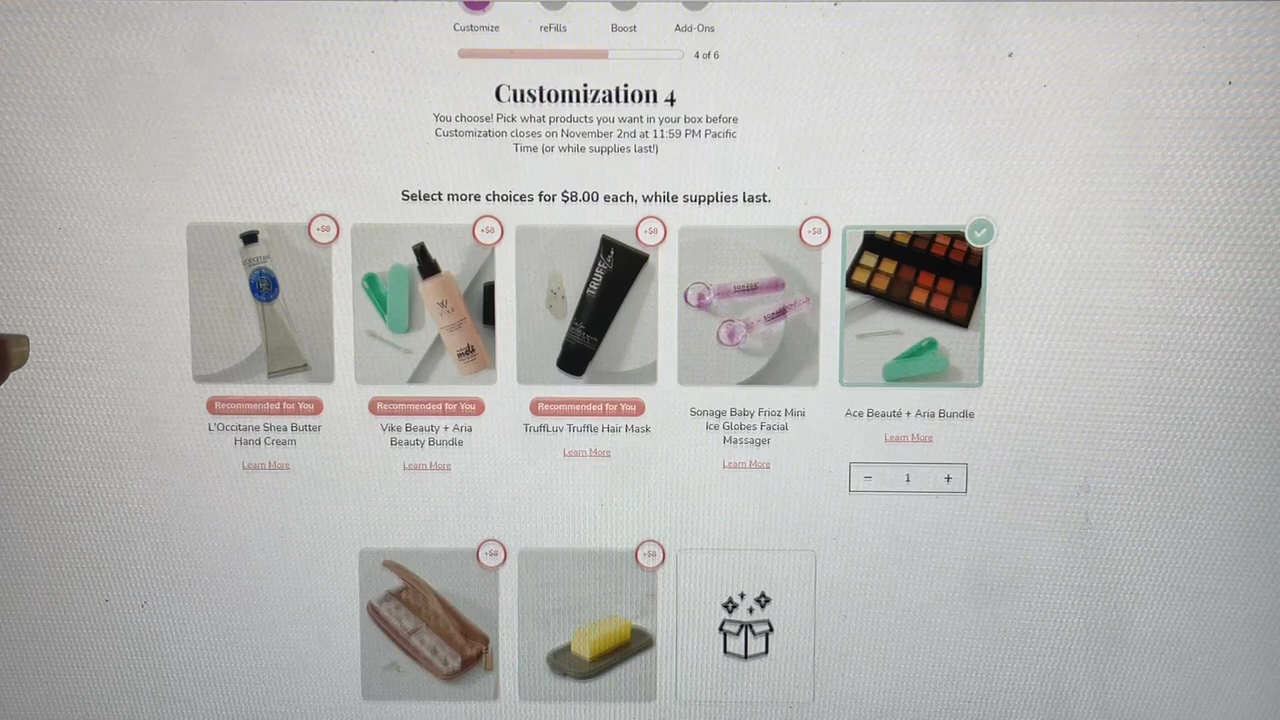 Customize reFills Boost Add-Ons
4 of 6
Customization 4
You choose! Pick what products you want in your box before
Customization closes on November 2nd at 11:59 PM Pacific
Time (or while supplies last!)
Select more choices for $8.00 each, while supplies last.
+$8 +$8 +$8 +$8
L'OCCITANE
VIKE
TRUFFLuv
SONAGE
SONAGE
Recommended for You
L'Occitane Shea Butter
Hand Cream
Learn More
Recommended for You
Vike Beauty + Aria
Beauty Bundle
Learn More
Recommended for You
TruffLuv Truffle Hair Mask
Learn More
Sonage Baby Frioz Mini
Ice Globes Facial
Massager
Learn More
Ace Beauté + Aria Bundle
Learn More
− 1 +
+$8 +$8